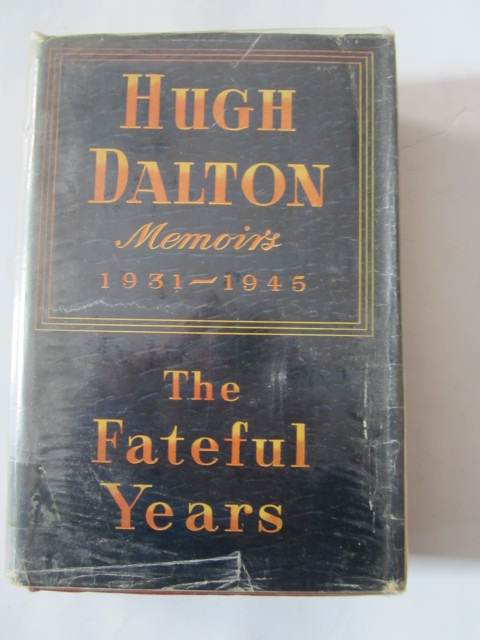 HUGH
DALTON
Memoirs
1931-1945
The
Fateful
Years